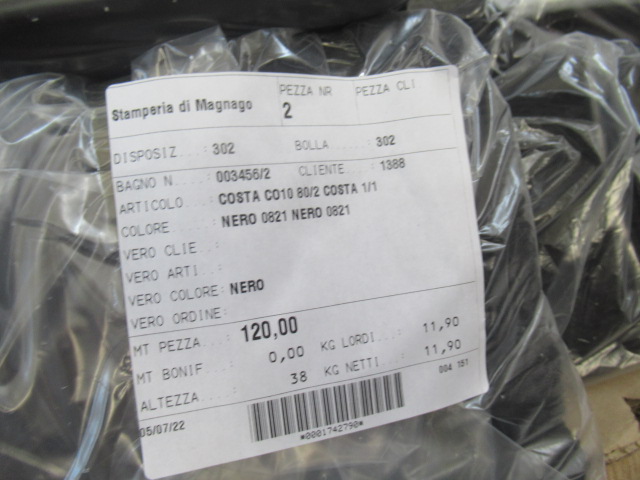 Stamperia di Magnago PEZZA NR 2 PEZZA CLI
DISPOSIZ...: 302 BOLLA......: 302
BAGNO N....: 003456/2 CLIENTE....: 1388
ARTICOLO...: COSTA CO10 80/2 COSTA 1/1
COLORE.....: NERO 0821 NERO 0821
VERO CLIE..:
VERO ARTI..:
VERO COLORE: NERO
VERO ORDINE:
MT PEZZA...: 120,00 KG LORDI...: 11,90
MT BONIF...: 0,00 KG NETTI...: 11,90
ALTEZZA....: 38 004 151
05/07/22 *0001742790*